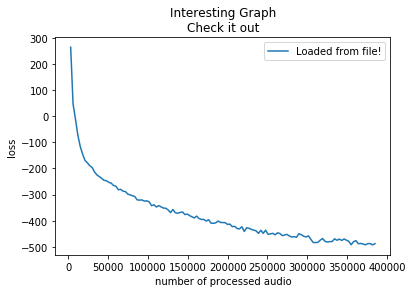 Interesting Graph
Check it out
Loaded from file!
300
200
100
0
−100
−200
−300
−400
−500
loss
0 50000 100000 150000 200000 250000 300000 350000 400000
number of processed audio